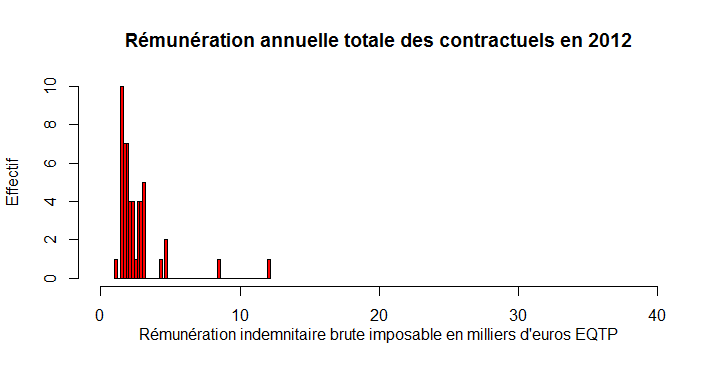 Rémunération annuelle totale des contractuels en 2012
Effectif
10
8
6
4
2
0
0 10 20 30 40
Rémunération indemnitaire brute imposable en milliers d'euros EQTP